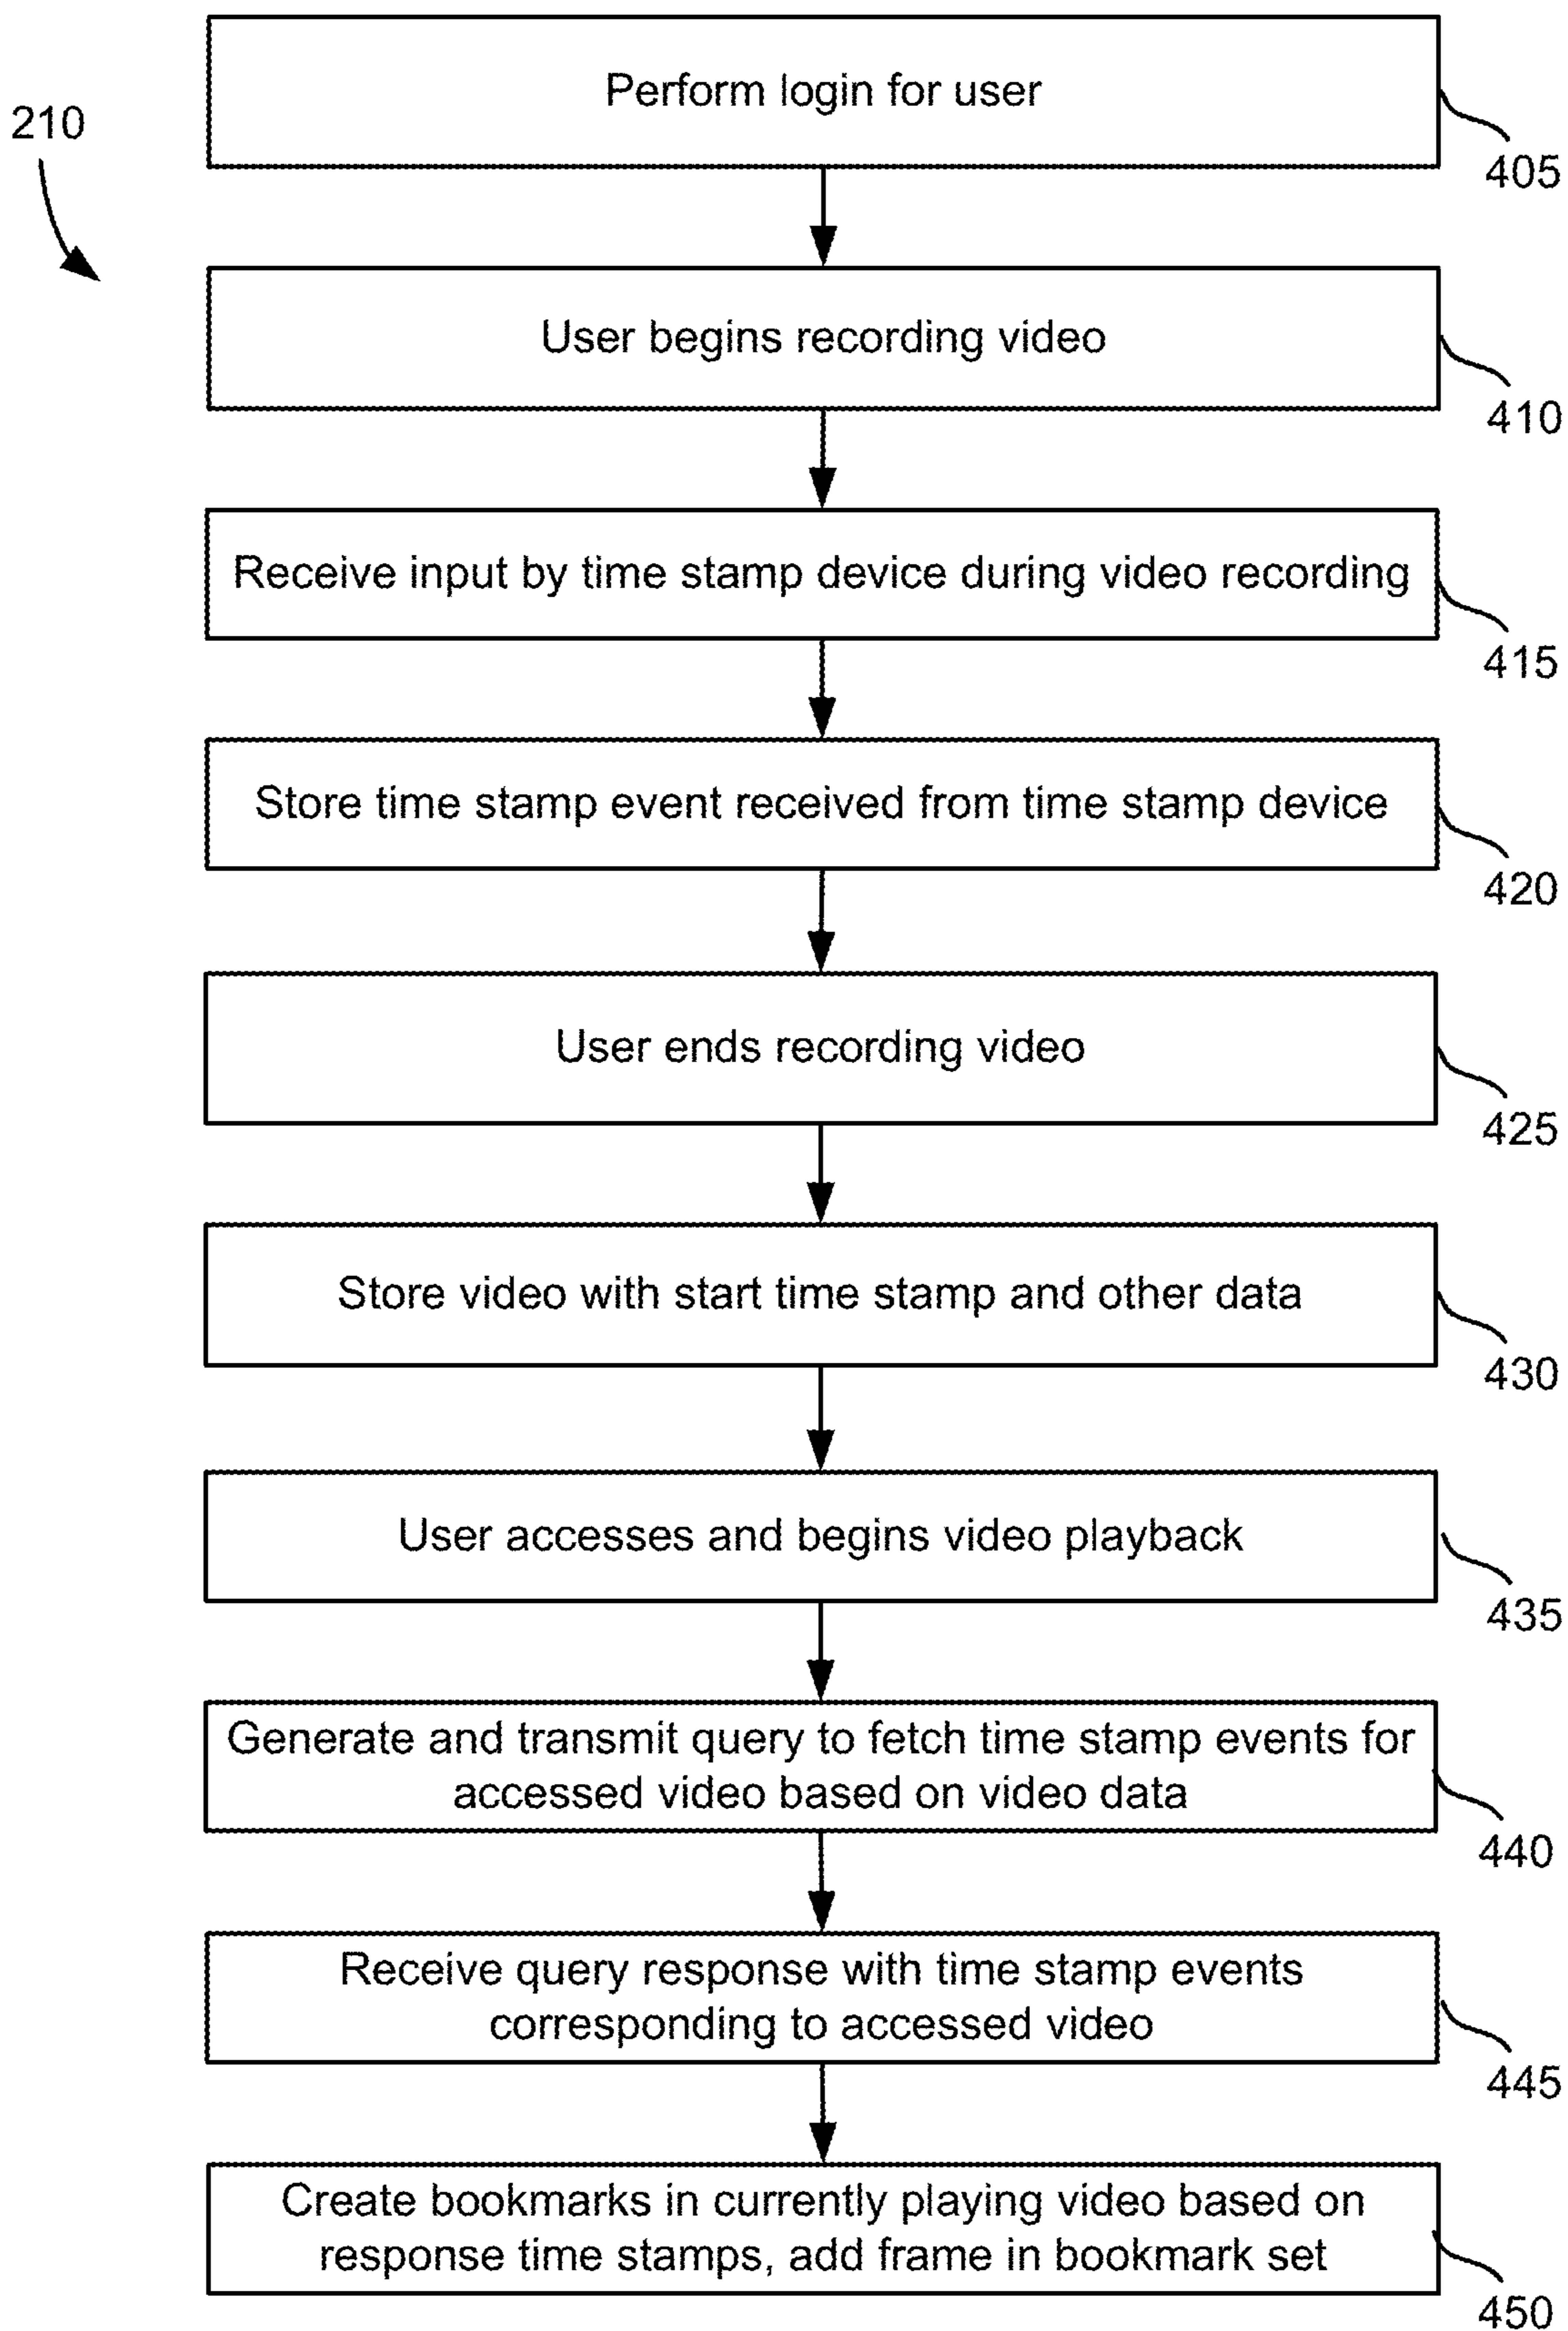 Perform login for user
210
405
User begins recording video
410
Receive input by time stamp device during video recording
415
Store time stamp event received from time stamp device
420
User ends recording video
425
Store video with start time stamp and other data
430
User accesses and begins video playback
435
Generate and transmit query to fetch time stamp events for
accessed video based on video data
440
Receive query response with time stamp events
corresponding to accessed video
445
Create bookmarks in currently playing video based on
response time stamps, add frame in bookmark set
450